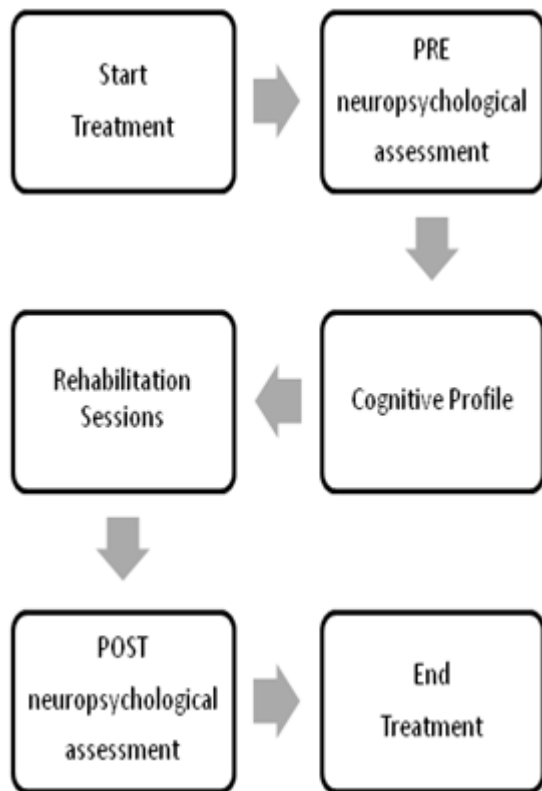 Start
Treatment
PRE
neuropsychological
assessment
Cognitive Profile
Rehabilitation
Sessions
POST
neuropsychological
assessment
End
Treatment